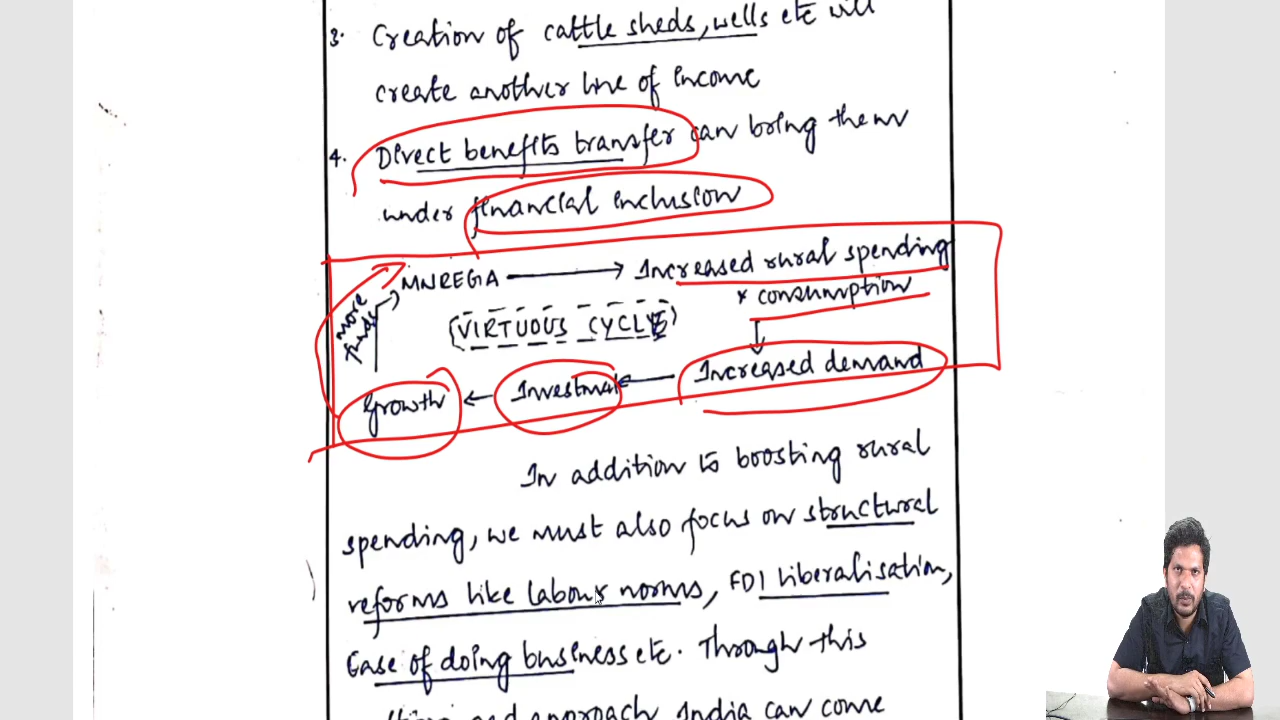 3. Creation of cattle sheds, wells etc will
create another line of income
4. Direct benefits transfer can bring them
under financial inclusion
MNREGA → Increased rural spending
& consumption
more
funds
(VIRTUOUS CYCLE)
Growth ← Investment ← Increased demand
In addition to boosting rural
spending, we must also focus on structural
reforms like labour norms, FDI liberalisation,
Ease of doing business etc. Through this
and approach India can come